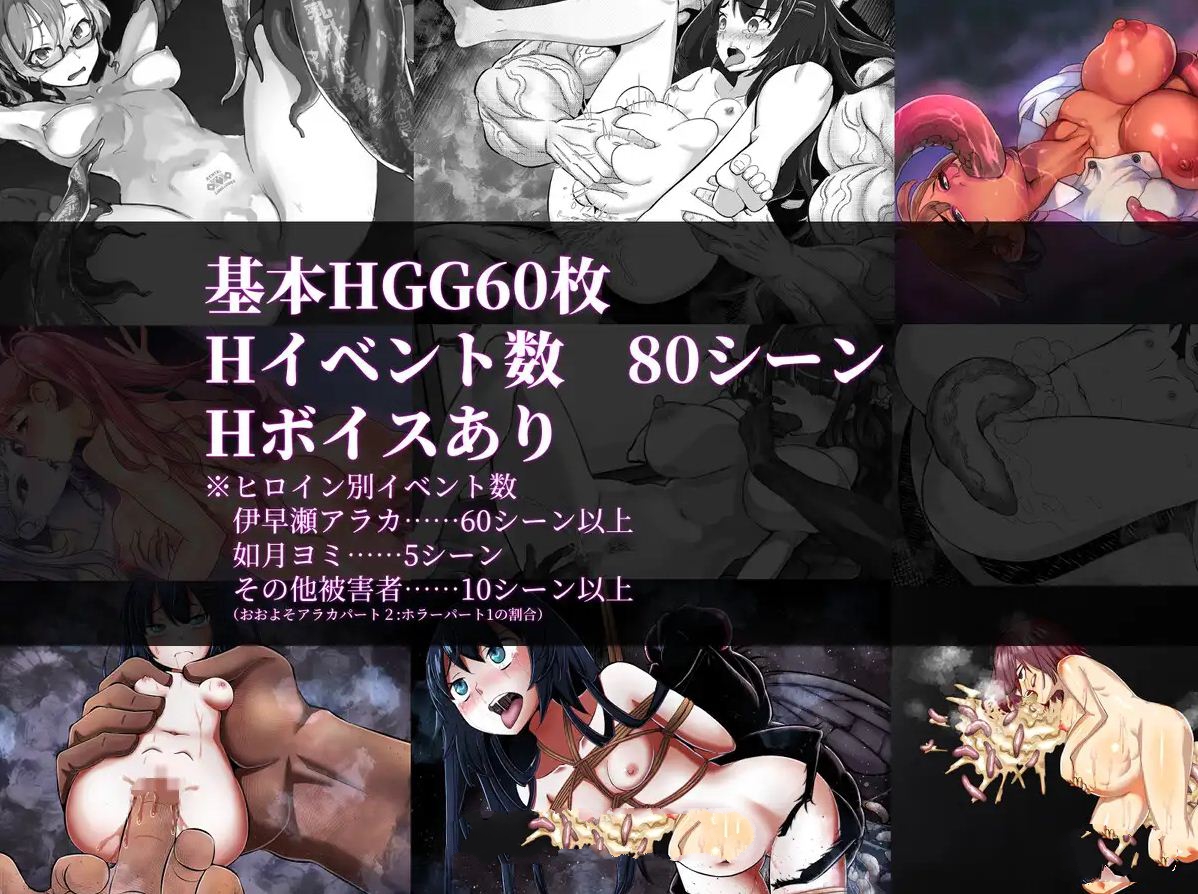 基本HGG60枚
Hイベント数　80シーン
Hボイスあり
※ヒロイン別イベント数
伊早瀬アラカ……60シーン以上
如月ヨミ……5シーン
その他被害者……10シーン以上
（おおよそアラカパート２:ホラーパート1の割合）